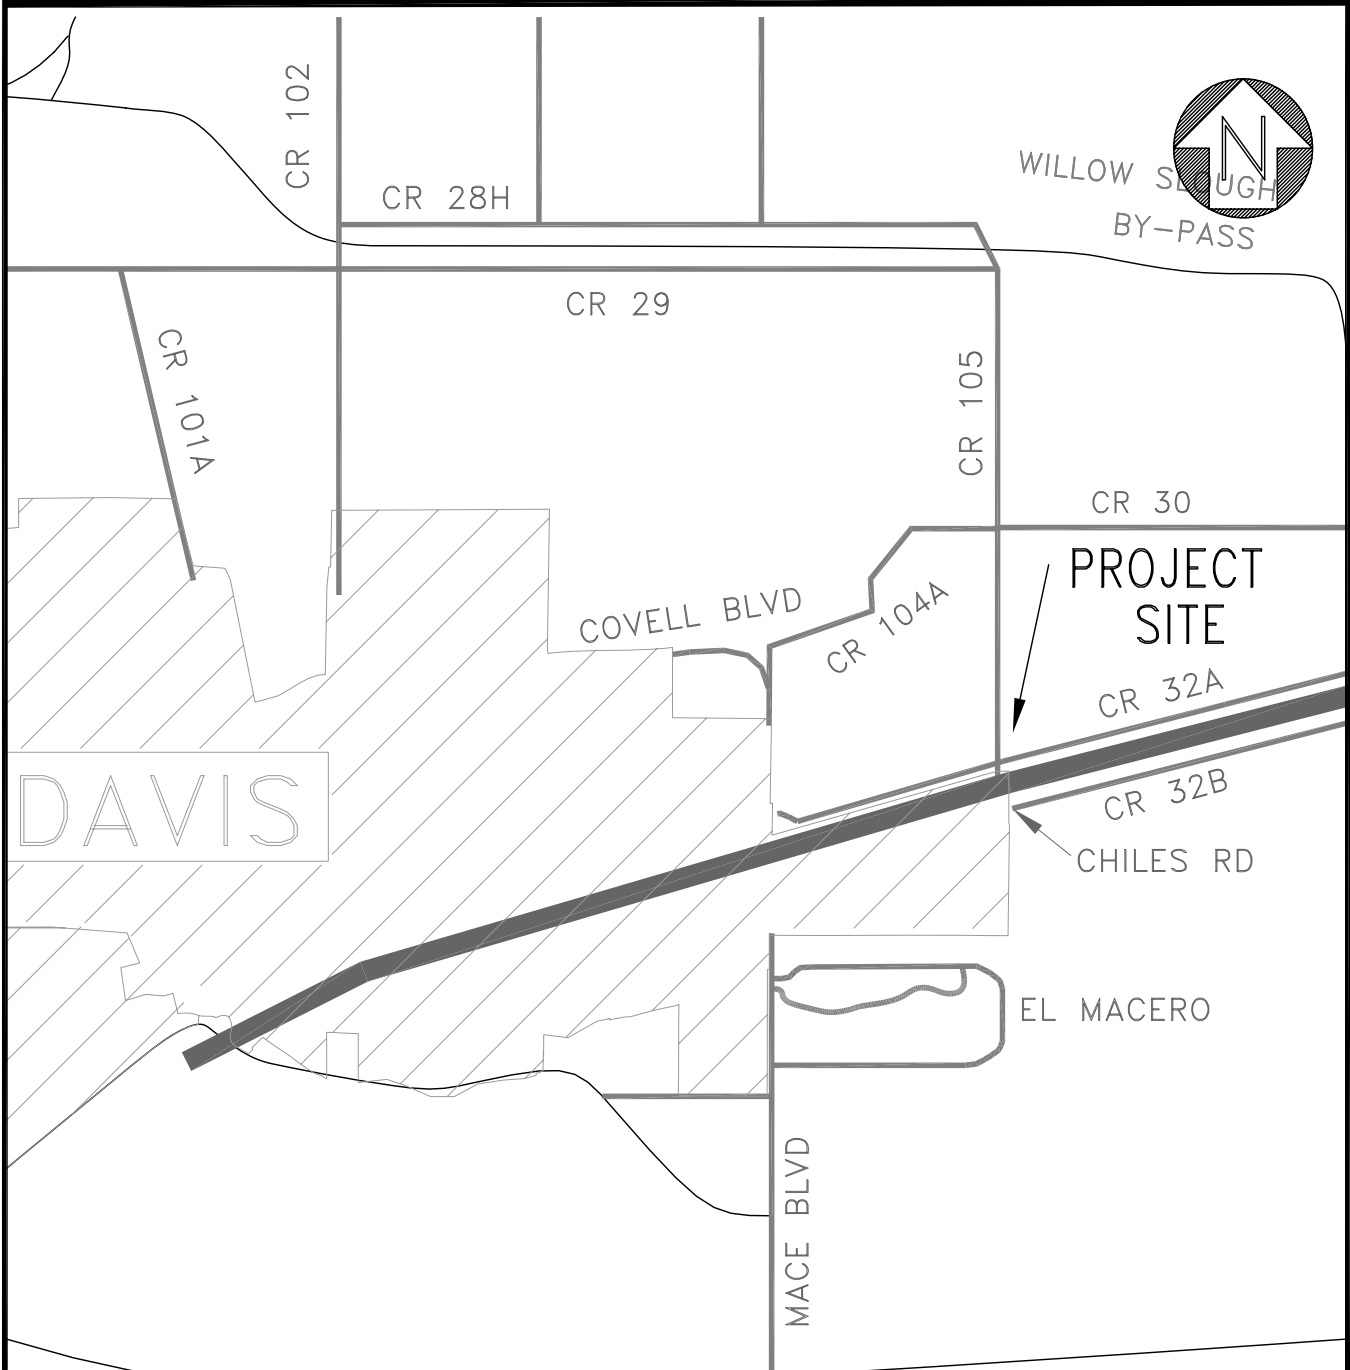 CR 102
CR 28H
N
WILLOW SLOUGH
BY-PASS
CR 29
CR 101A
CR 105
CR 30
PROJECT
SITE
COVELL BLVD
CR 104A
CR 32A
DAVIS
CR 32B
CHILES RD
EL MACERO
MACE BLVD